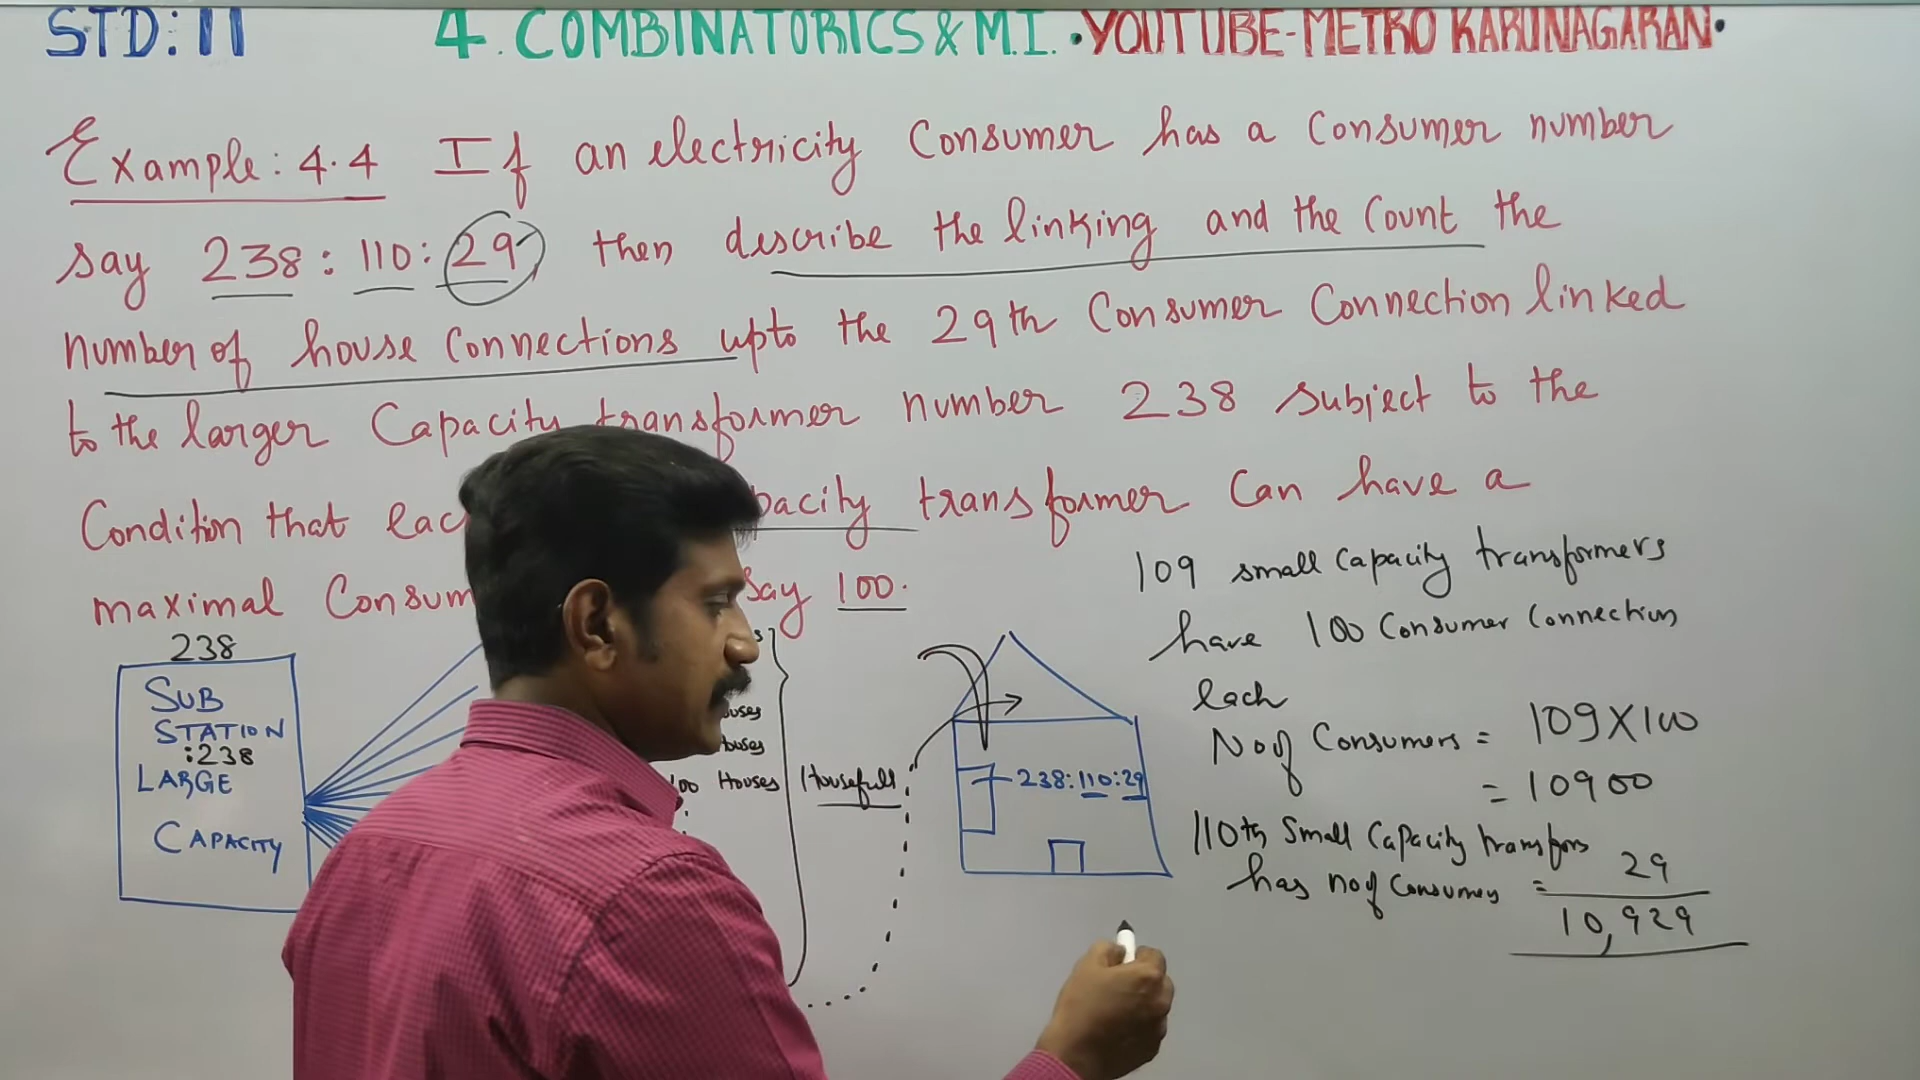 STD: 11 4. COMBINATORICS & M.I. • YOUTUBE-METRO KARUNAGARAN •
Example: 4.4 If an electricity Consumer has a Consumer number
say 238 : 110 : 29 then describe the linking and the Count the
number of house Connections upto the 29th Consumer Connection linked
to the larger Capacity transformer number 238 subject to the
Condition that eac pacity transformer Can have a
maximal Consum say 100.
238
SUB
STATION
:238
LARGE
CAPACITY
ouses
ouses
100 Houses
Housefull
238:110:29
109 small Capacity transformers
have 100 Consumer Connections
each
No of Consumers = 109 X 100
= 10900
110th Small Capacity
has no of Consumers = 29
10,929